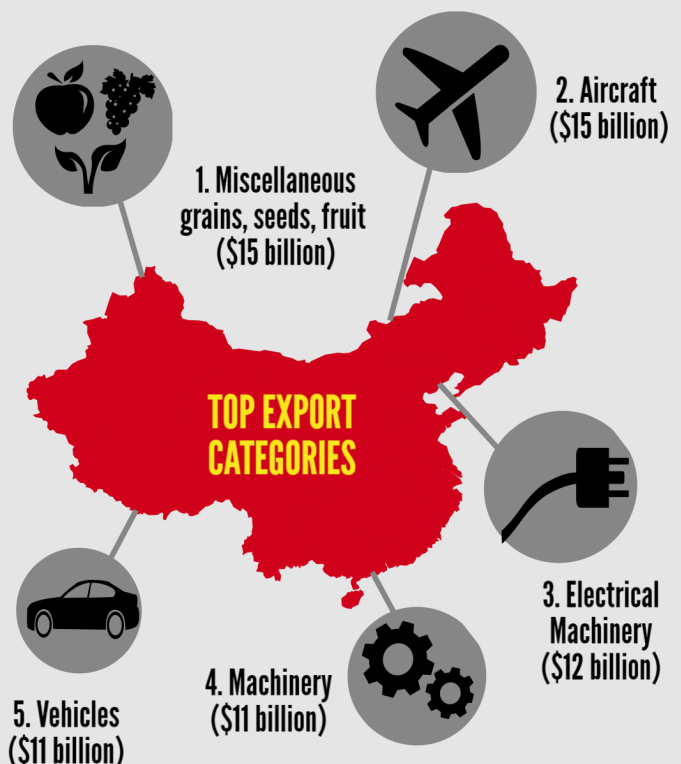 1. Miscellaneous
grains, seeds, fruit
($15 billion)
2. Aircraft
($15 billion)
TOP EXPORT
CATEGORIES
3. Electrical
Machinery
($12 billion)
4. Machinery
($11 billion)
5. Vehicles
($11 billion)